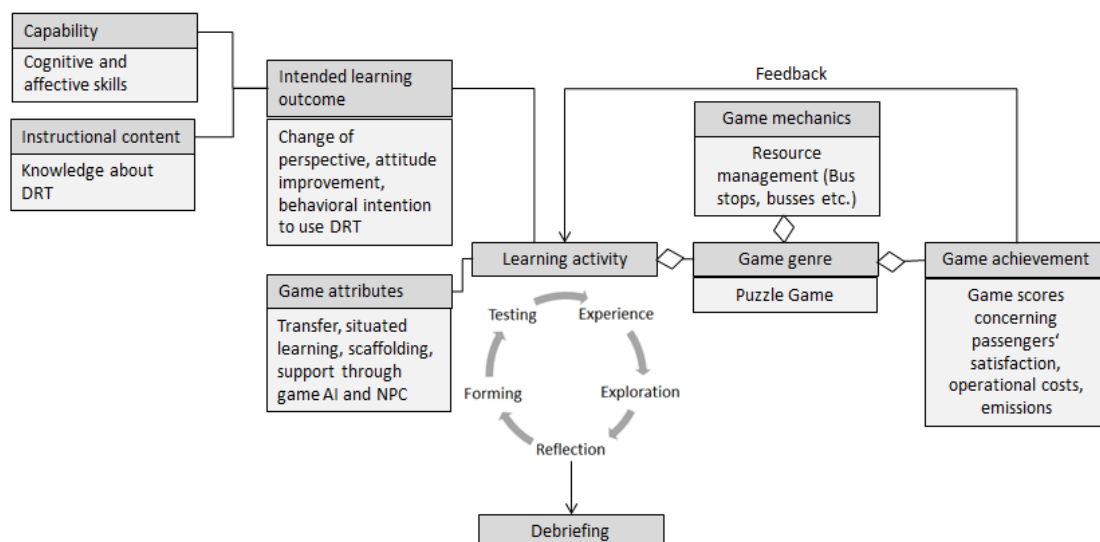 Capability
Cognitive and
affective skills
Instructional content
Knowledge about
DRT
Intended learning
outcome
Change of
perspective, attitude
improvement,
behavioral intention
to use DRT
Game attributes
Transfer, situated
learning, scaffolding,
support through
game AI and NPC
Feedback
Game mechanics
Resource
management (Bus
stops, busses etc.)
Learning activity
Game genre
Puzzle Game
Game achievement
Game scores
concerning
passengers‘
satisfaction,
operational costs,
emissions
Testing
Experience
Forming
Exploration
Reflection
Debriefing